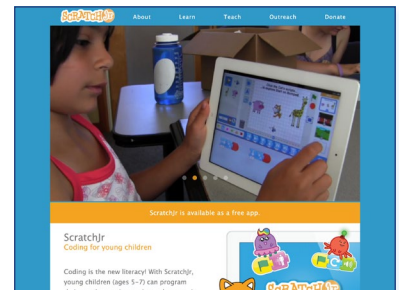 SCRATCHJR
About Learn Teach Outreach Donate
ScratchJr is available as a free app.
ScratchJr
Coding for young children
Coding is the new literacy! With ScratchJr,
young children (ages 5-7) can program
SCRATCHJR